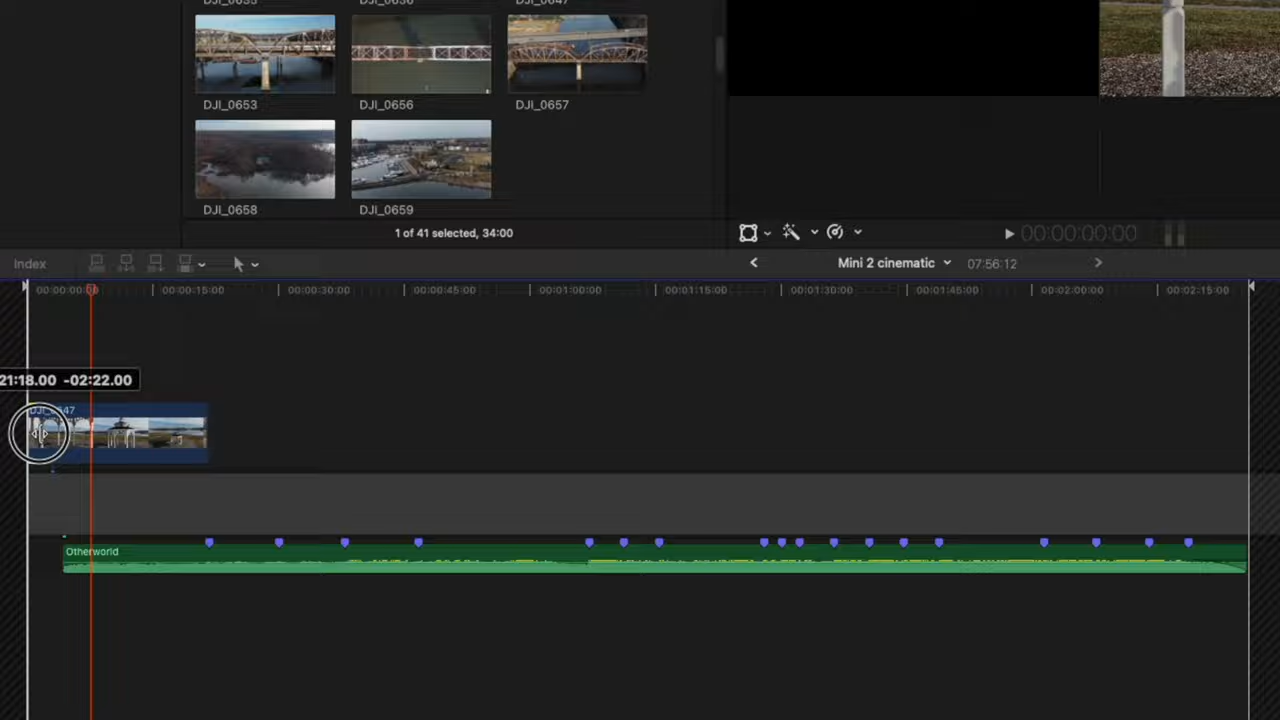 DJI_0635 DJI_0636 DJI_0647
DJI_0653 DJI_0656 DJI_0657
DJI_0658 DJI_0659
1 of 41 selected, 34:00
00:00:00:00
Index
Mini 2 cinematic
07:56:12
00:00:00:00 00:00:15:00 00:00:30:00 00:00:45:00 00:01:00:00 00:01:15:00 00:01:30:00 00:01:45:00 00:02:00:00 00:02:15:00
21:18.00 -02:22.00
Otherworld